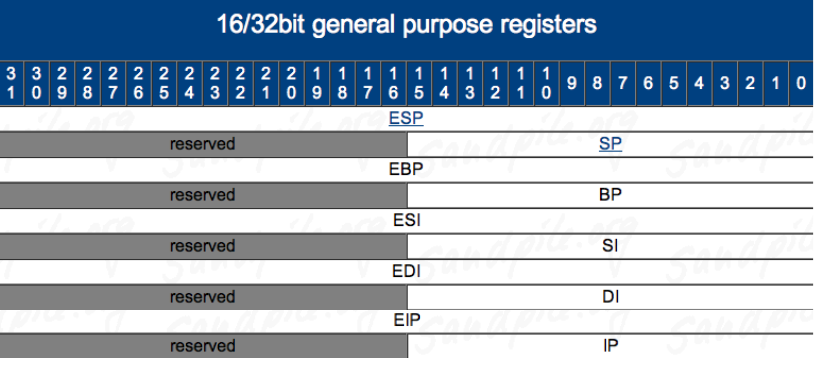 16/32bit general purpose registers
31 30 29 28 27 26 25 24 23 22 21 20 19 18 17 16 15 14 13 12 11 10 9 8 7 6 5 4 3 2 1 0
ESP
reserved SP
EBP
reserved BP
ESI
reserved SI
EDI
reserved DI
EIP
reserved IP
sandpile.org